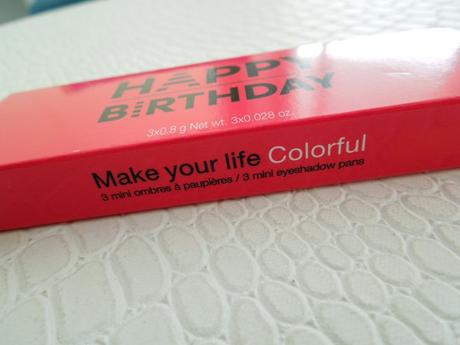 HAPPY
BIRTHDAY
3x0.8 g Net wt. 3x0.028 oz.
Make your life Colorful
3 mini ombres à paupières / 3 mini eyeshadow pans